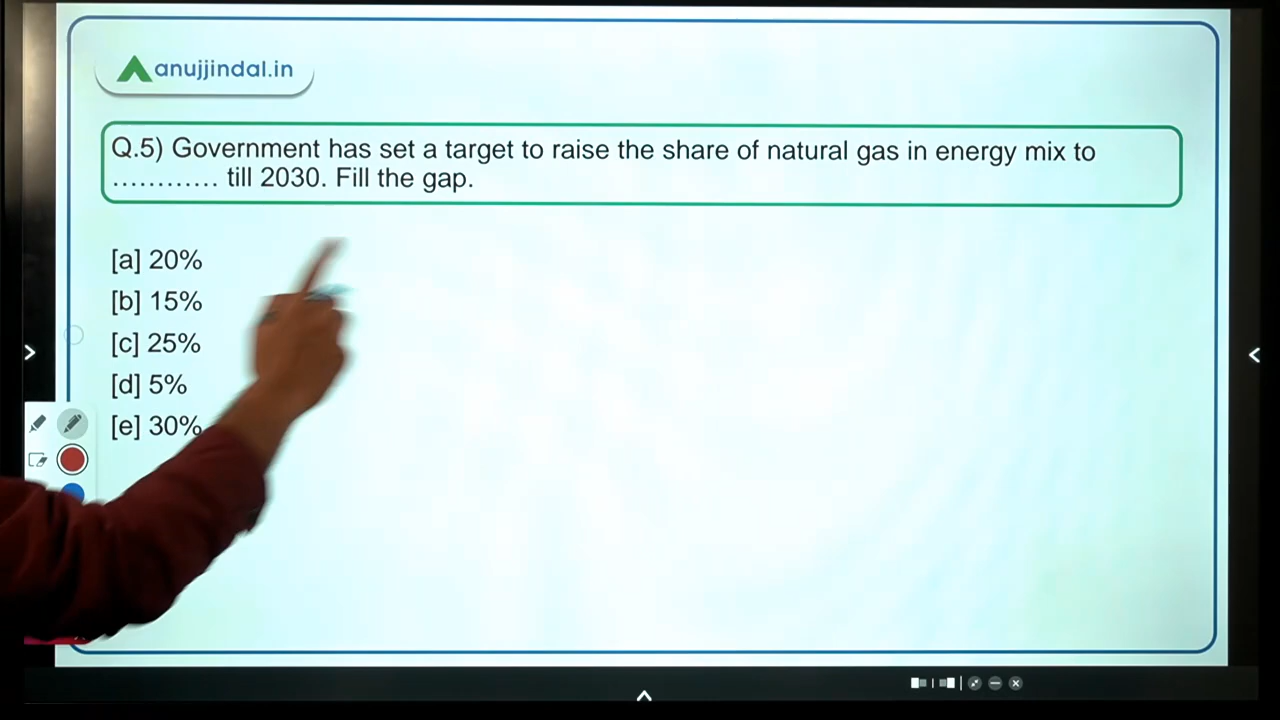 anujjindal.in
Q.5) Government has set a target to raise the share of natural gas in energy mix to
............ till 2030. Fill the gap.
[a] 20%
[b] 15%
[c] 25%
[d] 5%
[e] 30%